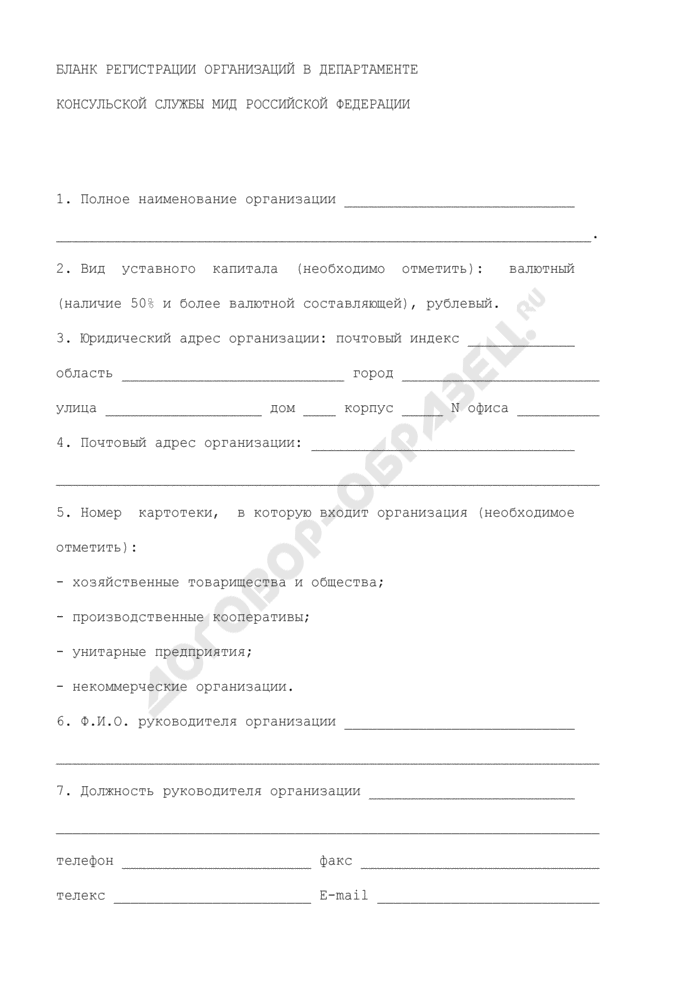 БЛАНК РЕГИСТРАЦИИ ОРГАНИЗАЦИЙ В ДЕПАРТАМЕНТЕ
КОНСУЛЬСКОЙ СЛУЖБЫ МИД РОССИЙСКОЙ ФЕДЕРАЦИИ
1. Полное наименование организации ____________________________
_________________________________________________________________.
2. Вид уставного капитала (необходимо отметить): валютный
(наличие 50% и более валютной составляющей), рублевый.
3. Юридический адрес организации: почтовый индекс _____________
область ___________________________ город ________________________
улица ___________________ дом ____ корпус _____ N офиса __________
4. Почтовый адрес организации: ________________________________
__________________________________________________________________
5. Номер картотеки, в которую входит организация (необходимое
отметить):
- хозяйственные товарищества и общества;
- производственные кооперативы;
- унитарные предприятия;
- некоммерческие организации.
6. Ф.И.О. руководителя организации ____________________________
__________________________________________________________________
7. Должность руководителя организации _________________________
__________________________________________________________________
телефон _______________________ факс _____________________________
телекс ________________________ E-mail ___________________________
ДОГОВОР-ОБРАЗЕЦ.RU